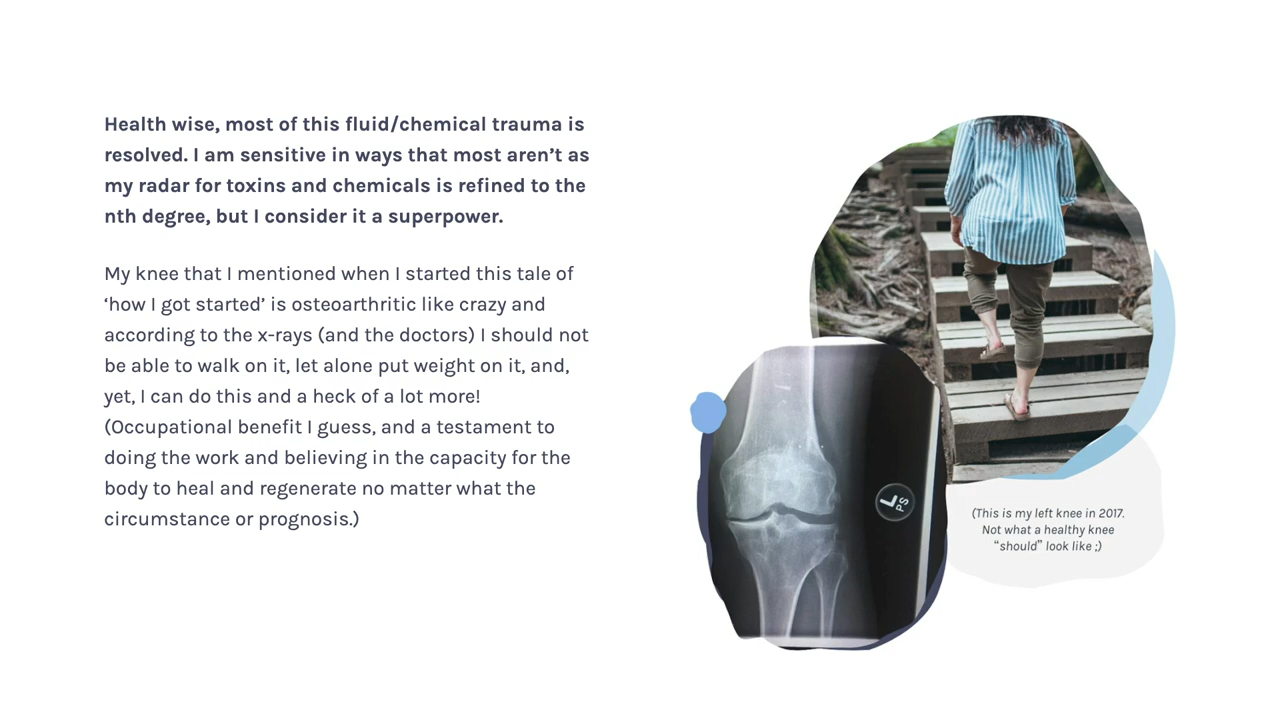 Health wise, most of this fluid/chemical trauma is
resolved. I am sensitive in ways that most aren’t as
my radar for toxins and chemicals is refined to the
nth degree, but I consider it a superpower.
My knee that I mentioned when I started this tale of
‘how I got started’ is osteoarthritic like crazy and
according to the x-rays (and the doctors) I should not
be able to walk on it, let alone put weight on it, and,
yet, I can do this and a heck of a lot more!
(Occupational benefit I guess, and a testament to
doing the work and believing in the capacity for the
body to heal and regenerate no matter what the
circumstance or prognosis.)
L
PS
(This is my left knee in 2017.
Not what a healthy knee
“should” look like ;)